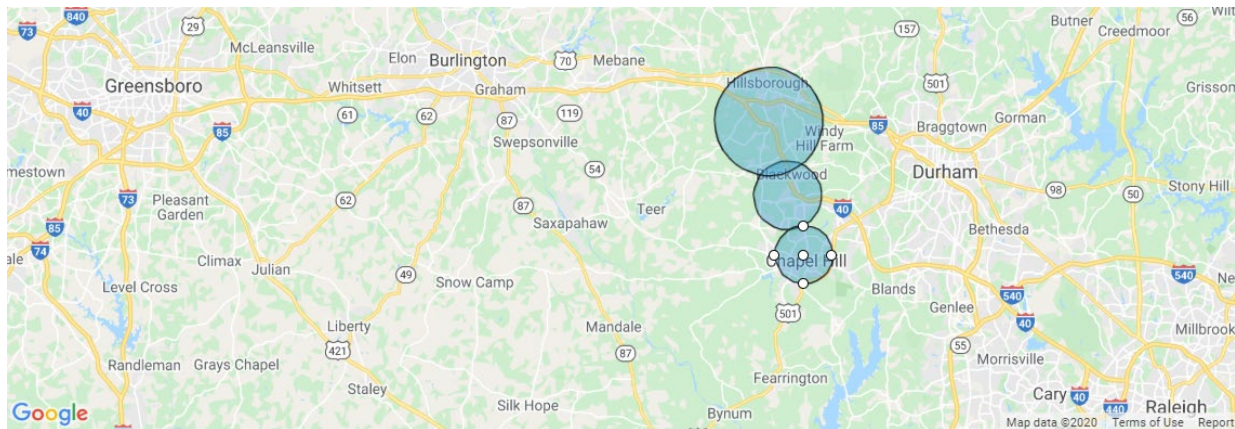 73
840
29
McLeansville
Greensboro
40
85
Elon
Burlington
70
Mebane
Whitsett
Graham
61
62
119
87
Swepsonville
54
Hillsborough
Windy
Hill Farm
85
157
501
Braggtown
Gorman
Butner
56
Creedmoor
Durham
98
50
Stony Hill
Blackwood
40
Bethesda
Pleasant
Garden
73
62
85
74
Climax
Julian
Level Cross
49
Snow Camp
87
Saxapahaw
Teer
Chapel Hill
501
Blands
Genlee
540
540
40
Millbrook
55
Morrisville
Liberty
421
Randleman
Grays Chapel
Staley
Mandale
87
Silk Hope
Fearrington
Bynum
Cary
40
440
Raleigh
Google
Map data ©2020 Terms of Use Report